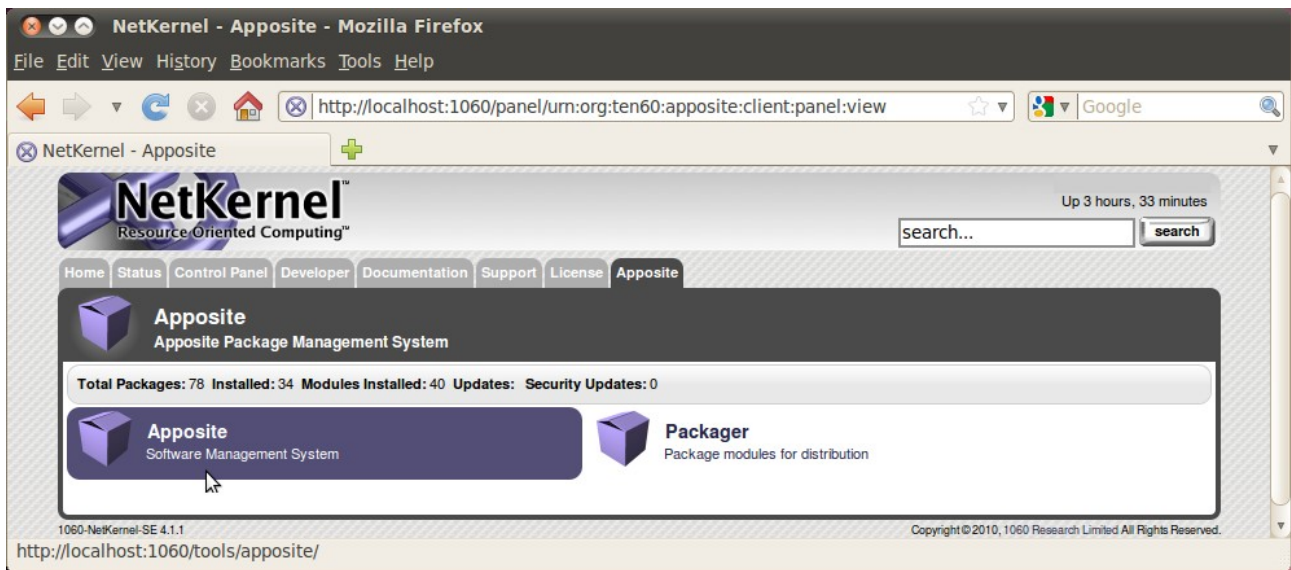 NetKernel - Apposite - Mozilla Firefox
File Edit View History Bookmarks Tools Help
http://localhost:1060/panel/urn:org:ten60:apposite:client:panel:view Google
NetKernel - Apposite
NetKernel™
Resource Oriented Computing™
Up 3 hours, 33 minutes
search... search
Home Status Control Panel Developer Documentation Support License Apposite
Apposite
Apposite Package Management System
Total Packages: 78 Installed: 34 Modules Installed: 40 Updates: Security Updates: 0
Apposite
Software Management System
Packager
Package modules for distribution
1060-NetKernel-SE 4.1.1 Copyright © 2010, 1060 Research Limited All Rights Reserved.
http://localhost:1060/tools/apposite/